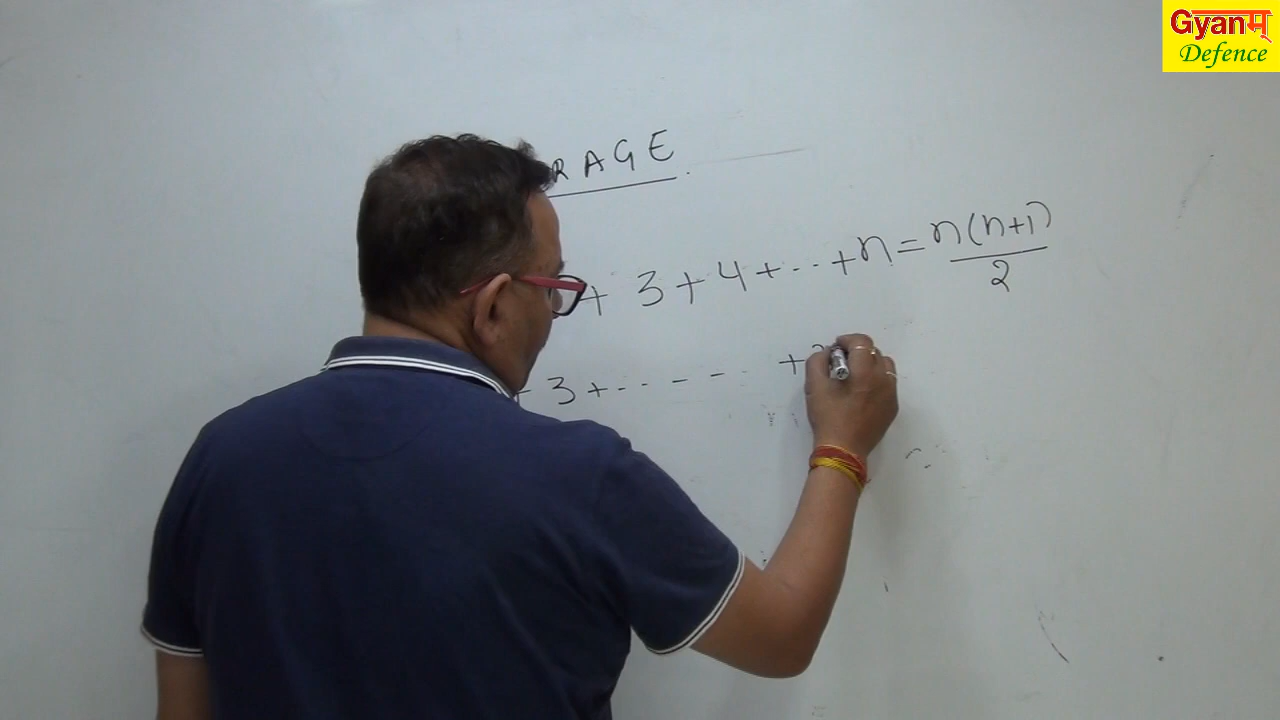 Gyanम्
Defence
RAGE.
+ 3 + 4 + ... + n = n(n+1)/2
3 + ..... +